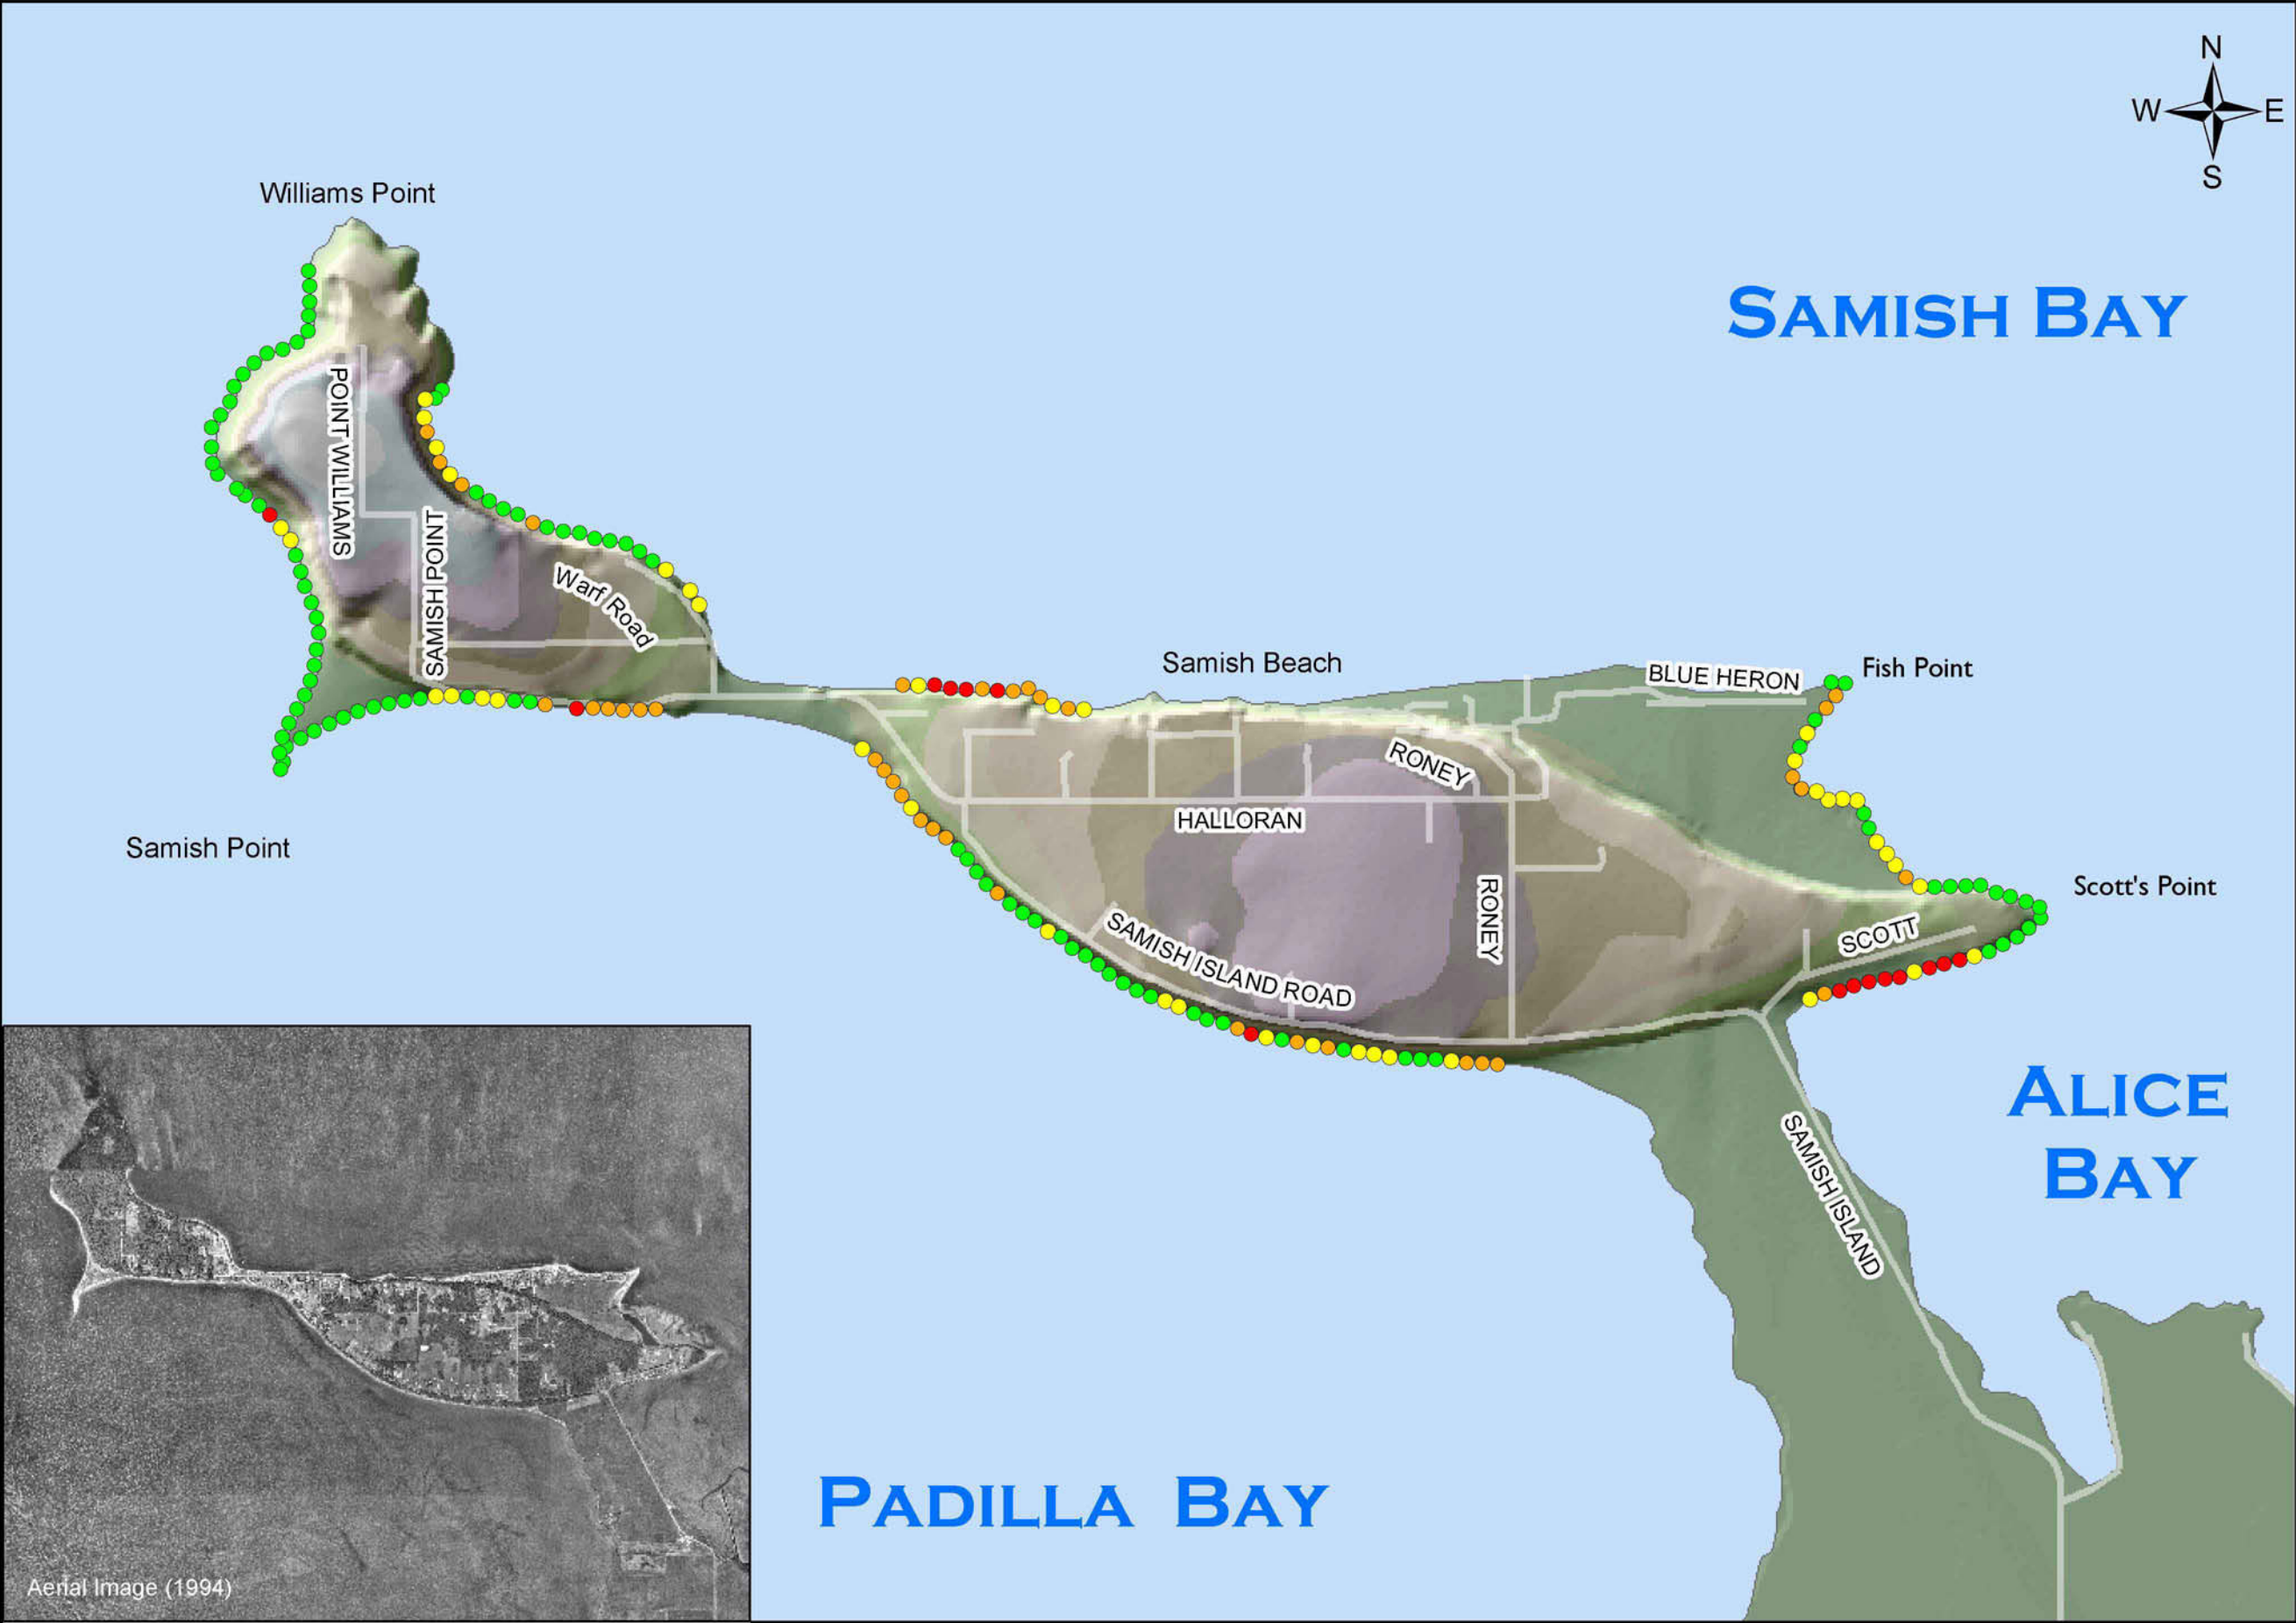 N
W E
S
Williams Point
SAMISH BAY
POINT WILLIAMS
SAMISH POINT
Warf Road
Samish Beach
BLUE HERON
Fish Point
RONEY
HALLORAN
Samish Point
RONEY
Scott's Point
SCOTT
SAMISH ISLAND ROAD
ALICE
BAY
SAMISH ISLAND
PADILLA BAY
Aerial Image (1994)